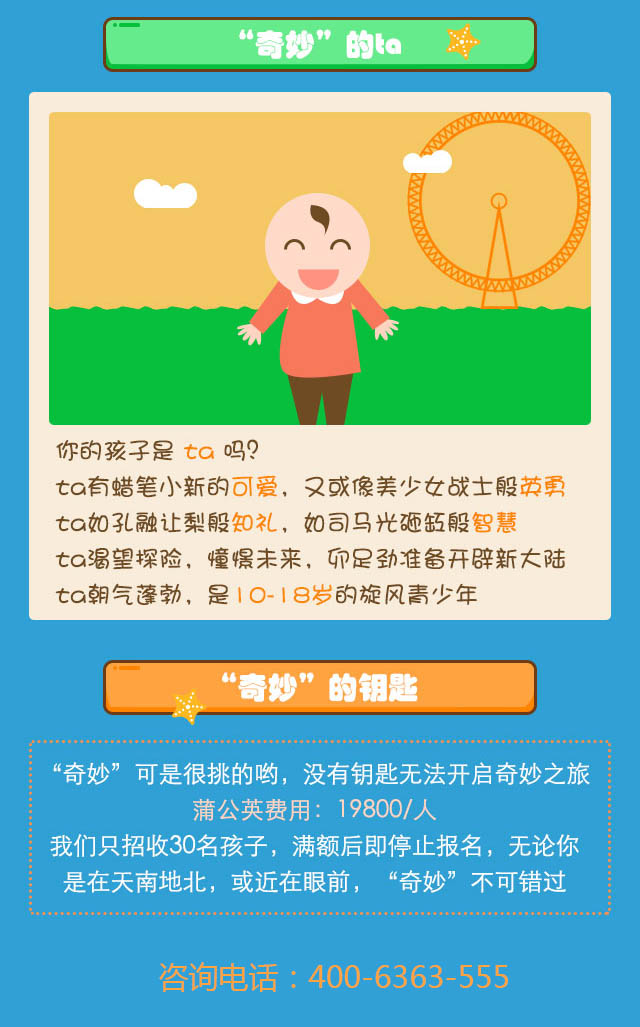 “奇妙”的ta
你的孩子是 ta 吗？
ta有蜡笔小新的可爱，又或像美少女战士般英勇
ta如孔融让梨般知礼，如司马光砸缸般智慧
ta渴望探险，憧憬未来，卯足劲准备开辟新大陆
ta朝气蓬勃，是10-18岁的旋风青少年
“奇妙”的钥匙
“奇妙”可是很挑的哟，没有钥匙无法开启奇妙之旅
蒲公英费用：19800/人
我们只招收30名孩子，满额后即停止报名，无论你
是在天南地北，或近在眼前，“奇妙”不可错过
咨询电话：400-6363-555